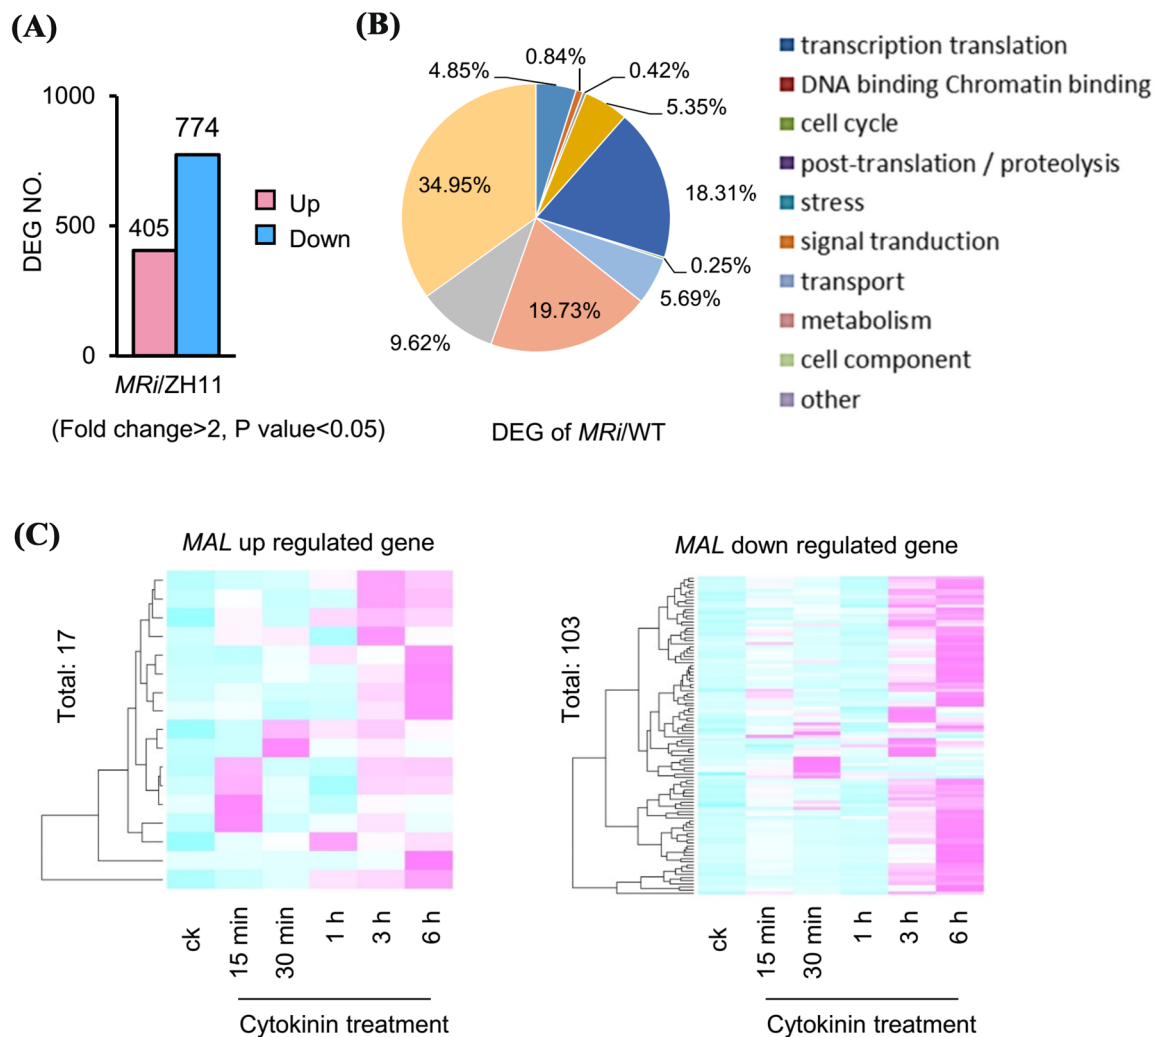 (A)
1000
774
405
500
0
DEG NO.
Up
Down
MRi/ZH11
(Fold change>2, P value<0.05)
(B)
4.85%
0.84%
0.42%
5.35%
18.31%
0.25%
5.69%
19.73%
9.62%
34.95%
DEG of MRi/WT
transcription translation
DNA binding Chromatin binding
cell cycle
post-translation / proteolysis
stress
signal tranduction
transport
metabolism
cell component
other
(C)
MAL up regulated gene
Total: 17
ck
15 min
30 min
1 h
3 h
6 h
Cytokinin treatment
MAL down regulated gene
Total: 103
ck
15 min
30 min
1 h
3 h
6 h
Cytokinin treatment